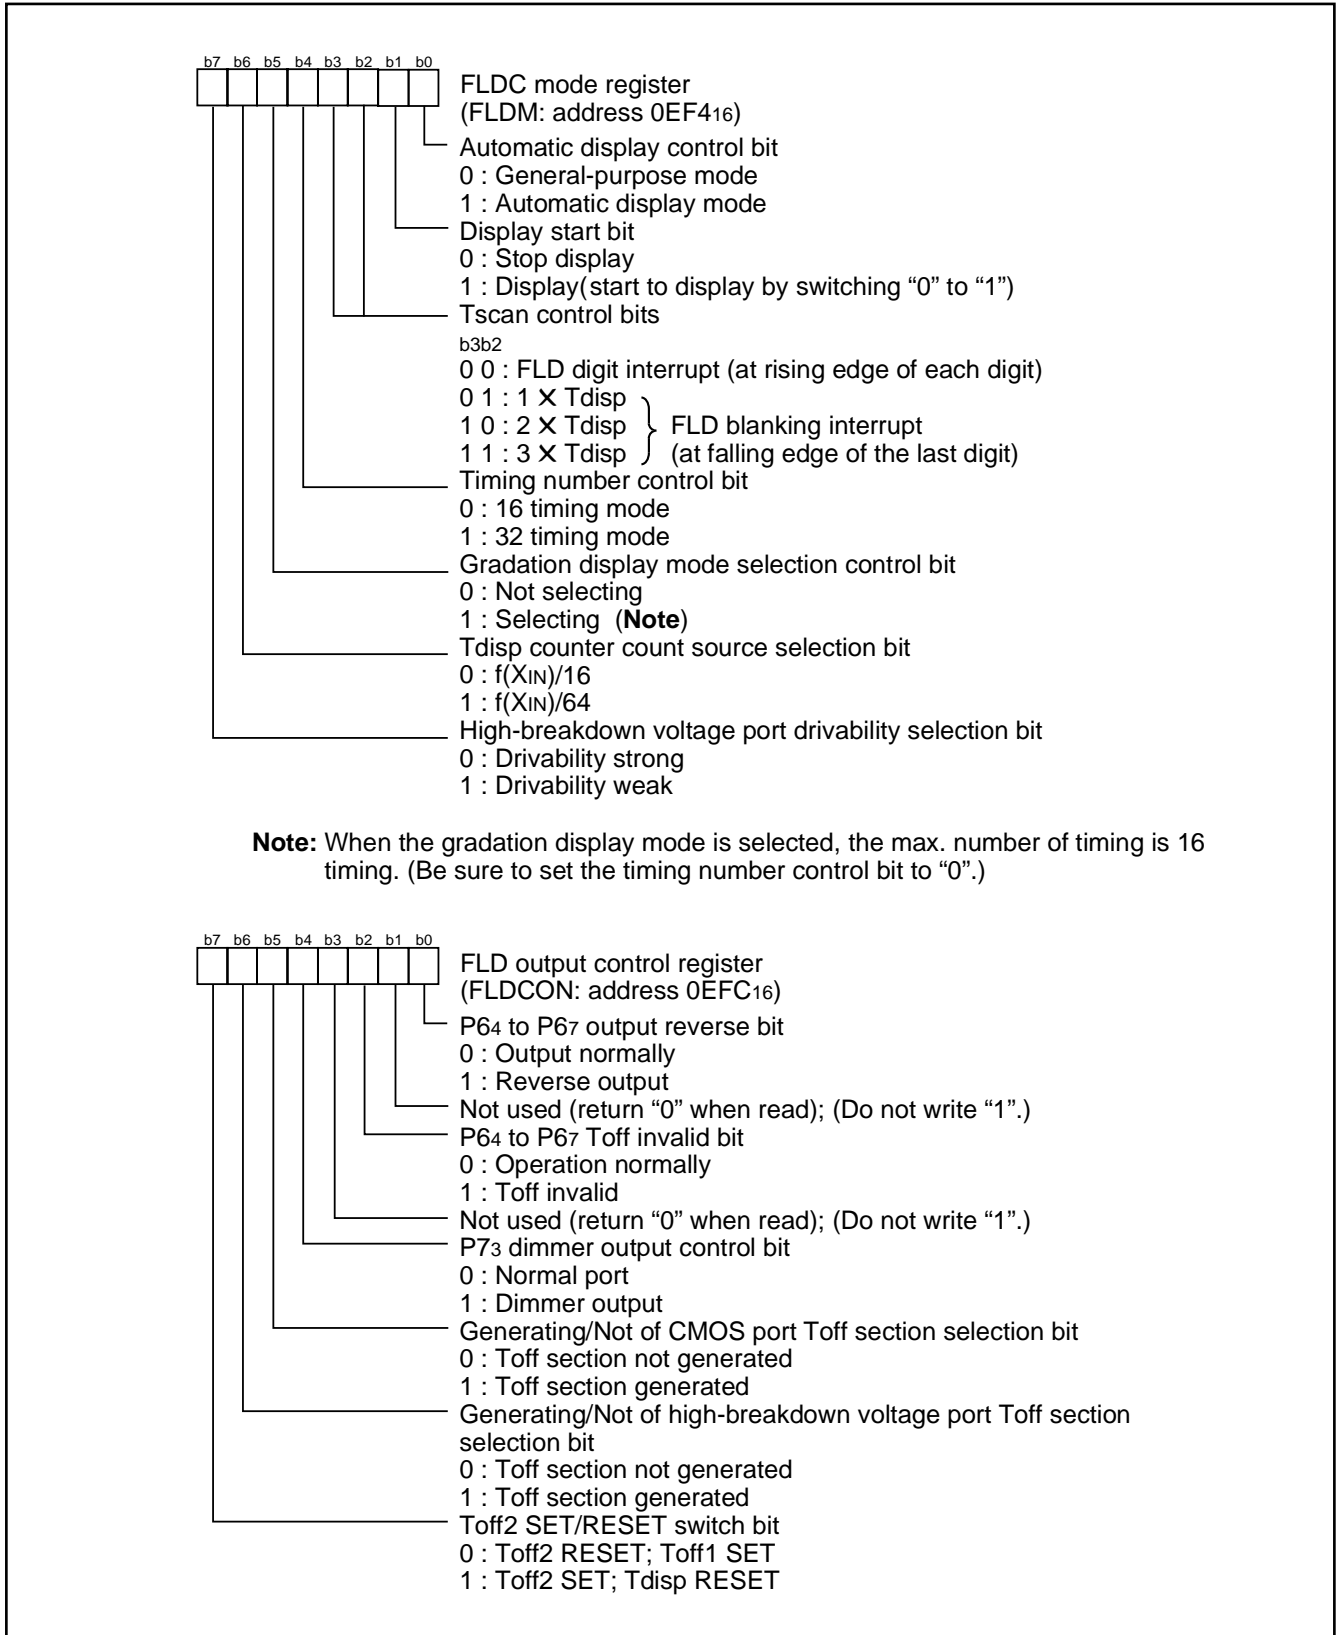 b7 b6 b5 b4 b3 b2 b1 b0
FLDC mode register
(FLDM: address 0EF416)
Automatic display control bit
0 : General-purpose mode
1 : Automatic display mode
Display start bit
0 : Stop display
1 : Display(start to display by switching “0” to “1”)
Tscan control bits
b3b2
0 0 : FLD digit interrupt (at rising edge of each digit)
0 1 : 1 ✕ Tdisp
1 0 : 2 ✕ Tdisp FLD blanking interrupt
1 1 : 3 ✕ Tdisp (at falling edge of the last digit)
Timing number control bit
0 : 16 timing mode
1 : 32 timing mode
Gradation display mode selection control bit
0 : Not selecting
1 : Selecting (Note)
Tdisp counter count source selection bit
0 : f(XIN)/16
1 : f(XIN)/64
High-breakdown voltage port drivability selection bit
0 : Drivability strong
1 : Drivability weak
Note: When the gradation display mode is selected, the max. number of timing is 16
timing. (Be sure to set the timing number control bit to “0”.)
b7 b6 b5 b4 b3 b2 b1 b0
FLD output control register
(FLDCON: address 0EFC16)
P64 to P67 output reverse bit
0 : Output normally
1 : Reverse output
Not used (return “0” when read); (Do not write “1”.)
P64 to P67 Toff invalid bit
0 : Operation normally
1 : Toff invalid
Not used (return “0” when read); (Do not write “1”.)
P73 dimmer output control bit
0 : Normal port
1 : Dimmer output
Generating/Not of CMOS port Toff section selection bit
0 : Toff section not generated
1 : Toff section generated
Generating/Not of high-breakdown voltage port Toff section
selection bit
0 : Toff section not generated
1 : Toff section generated
Toff2 SET/RESET switch bit
0 : Toff2 RESET; Toff1 SET
1 : Toff2 SET; Tdisp RESET